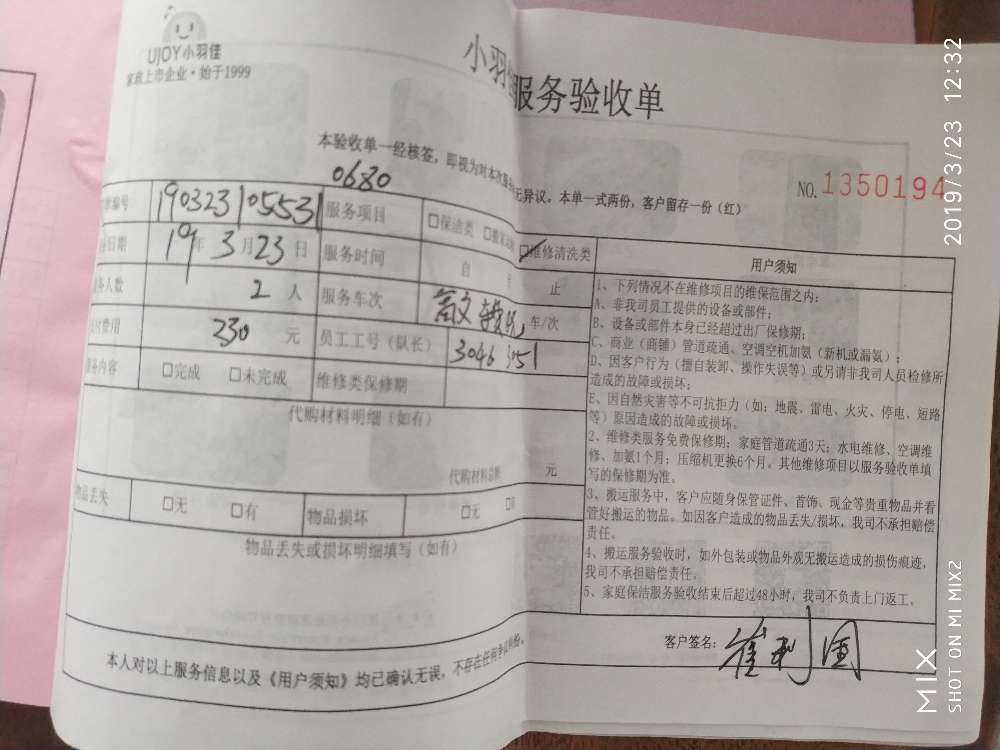 UJOY小羽佳
家政上市企业·始于1999
小羽 服务验收单
本验收单一经核签，即视为对本次服 无异议。本单一式两份，客户留存一份（红）
NO. 1350194
0680
编号 190323105531 服务项目 □保洁类 □ □维修清洗类
日期 19年3月23日 服务时间 自 止
人数 2 人 服务车次 车/次
费用 230 元 员工工号（队长） 3046 3051
服务内容 □完成 □未完成 维修类保修期
代购材料明细（如有）
代购材料总额 元
物品丢失 □无 □有 物品损坏 □无 □有
物品丢失或损坏明细填写（如有）
用户须知
1、下列情况不在维修项目的维保范围之内：
A、非我司员工提供的设备或部件；
B、设备或部件本身已经超过出厂保修期；
C、商业（商铺）管道疏通、空调空机加氨（新机或漏氨）；
D、因客户行为（擅自装卸、操作失误等）或另请非我司人员检修所
造成的故障或损坏；
E、因自然灾害等不可抗拒力（如：地震、雷电、火灾、停电、短路
等）原因造成的故障或损坏。
2、维修类服务免费保修期：家庭管道疏通3天；水电维修、空调维
修、加氨1个月；压缩机更换6个月。其他维修项目以服务验收单填
写的保修期为准。
3、搬运服务中，客户应随身保管证件、首饰、现金等贵重物品并看
管好搬运的物品。如因客户造成的物品丢失/损坏，我司不承担赔偿
责任。
4、搬运服务验收时，如外包装或物品外观无搬运造成的损伤痕迹，
我司不承担赔偿责任。
5、家庭保洁服务验收结束后超过48小时，我司不负责上门返工。
本人对以上服务信息以及《用户须知》均已确认无误，不存在任何争议纠纷。
客户签名：崔利国
2019/3/23 12:32
MIX
SHOT ON MI MIX2